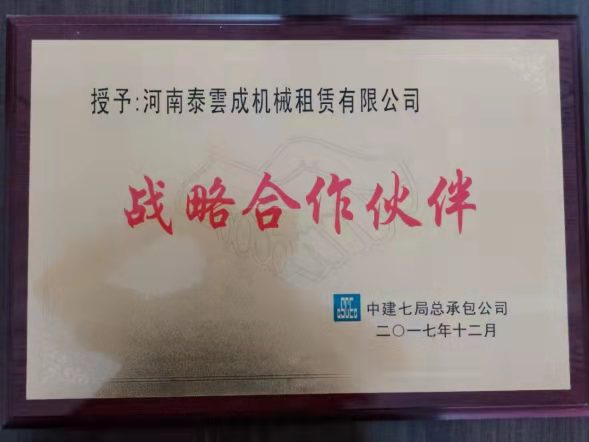 授予:河南泰雲成机械租赁有限公司
战略合作伙伴
中建七局总承包公司
二〇一七年十二月